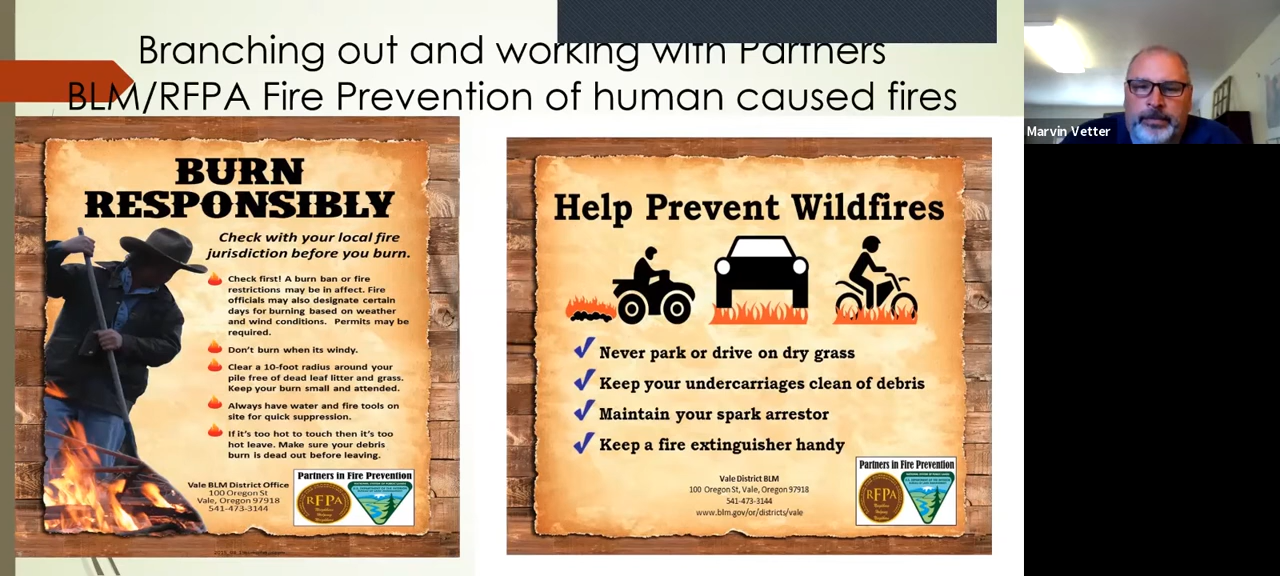 Branching out and working with Partners
BLM/RFPA Fire Prevention of human caused fires
Marvin Vetter
BURN
RESPONSIBLY
Check with your local fire
jurisdiction before you burn.
Check first! A burn ban or fire
restrictions may be in affect. Fire
officials may also designate certain
days for burning based on weather
and wind conditions. Permits may be
required.
Don't burn when its windy.
Clear a 10-foot radius around your
pile free of dead leaf litter and grass.
Keep your burn small and attended.
Always have water and fire tools on
site for quick suppression.
If it's too hot to touch then it's too
hot leave. Make sure your debris
burn is dead out before leaving.
Vale BLM District Office
100 Oregon St
Vale, Oregon 97918
541-473-3144
Partners in Fire Prevention
RFPA
Help Prevent Wildfires
Never park or drive on dry grass
Keep your undercarriages clean of debris
Maintain your spark arrestor
Keep a fire extinguisher handy
Vale District BLM
100 Oregon St, Vale, Oregon 97918
541-473-3144
www.blm.gov/or/districts/vale
Partners in Fire Prevention
RFPA